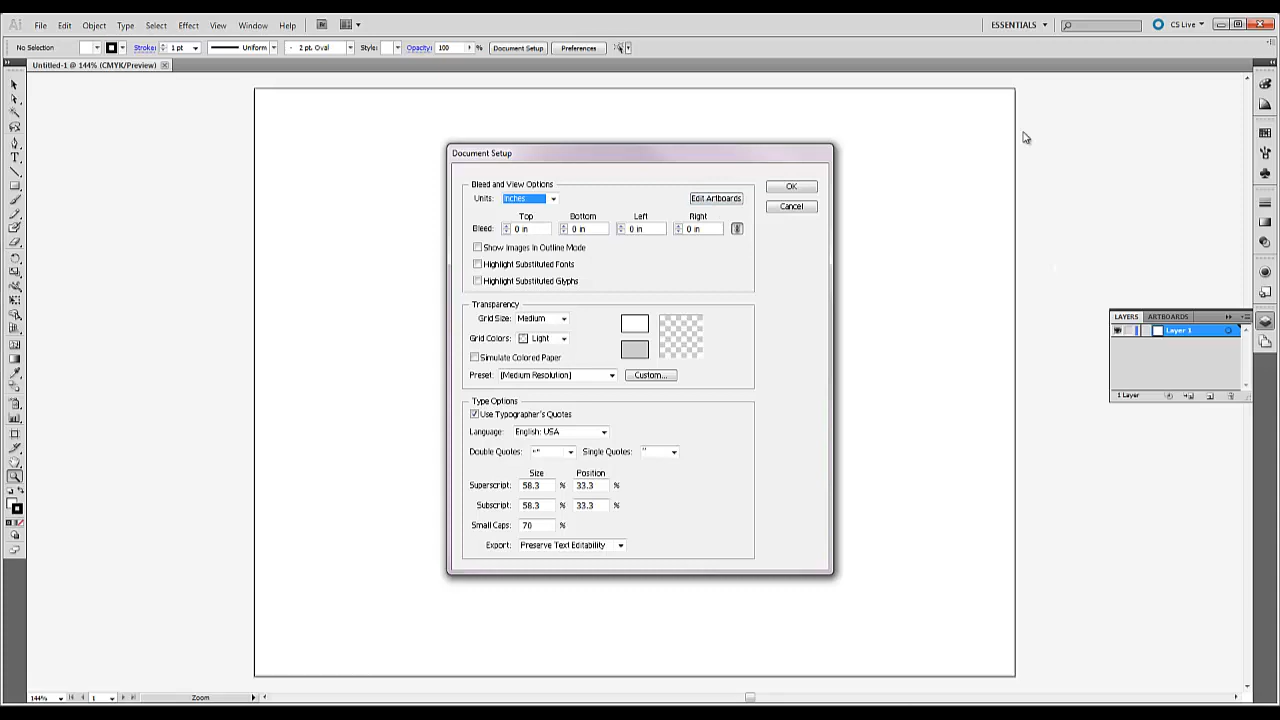 Ai File Edit Object Type Select Effect View Window Help Br ESSENTIALS CS Live
No Selection Stroke: 1 pt Uniform 2 pt. Oval Style: Opacity: 100 % Document Setup Preferences
Untitled-1 @ 144% (CMYK/Preview)
Document Setup
Bleed and View Options OK
Units: Inches Edit Artboards Cancel
Top Bottom Left Right
Bleed: 0 in 0 in 0 in 0 in
Show Images In Outline Mode
Highlight Substituted Fonts
Highlight Substituted Glyphs
Transparency
Grid Size: Medium
Grid Colors: Light
Simulate Colored Paper
Preset: [Medium Resolution] Custom...
Type Options
Use Typographer's Quotes
Language: English: USA
Double Quotes: “” Single Quotes: ‘’
Size Position
Superscript: 58.3 % 33.3 %
Subscript: 58.3 % 33.3 %
Small Caps: 70 %
Export: Preserve Text Editability
LAYERS ARTBOARDS
Layer 1
1 Layer
144% 1 Zoom